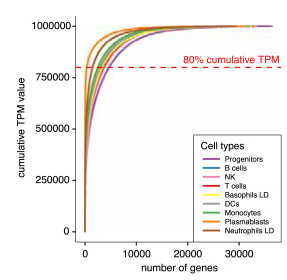 1000000
750000
500000
250000
0
cumulative TPM value
80% cumulative TPM
Cell types
Progenitors
B cells
NK
T cells
Basophils LD
DCs
Monocytes
Plasmablasts
Neutrophils LD
0 10000 20000 30000
number of genes